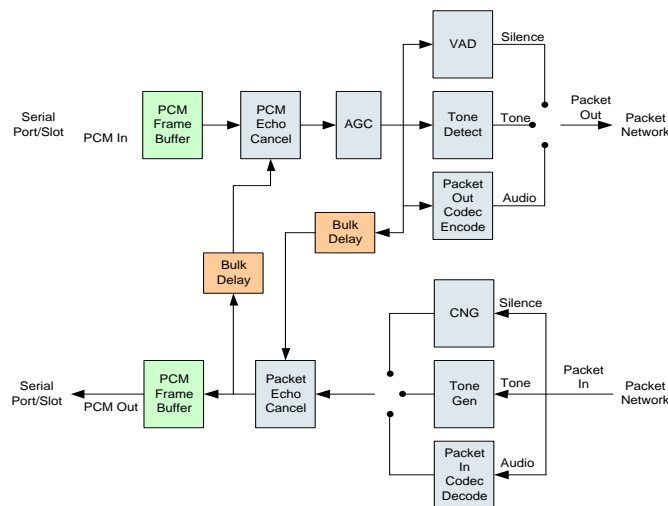 Serial
Port/Slot
PCM In
PCM
Frame
Buffer
PCM
Echo
Cancel
AGC
VAD
Silence
Tone
Detect
Tone
Packet
Out
Codec
Encode
Audio
Packet
Out
Packet
Network
Bulk
Delay
Bulk
Delay
Serial
Port/Slot
PCM Out
PCM
Frame
Buffer
Packet
Echo
Cancel
CNG
Silence
Tone
Gen
Tone
Packet
In
Codec
Decode
Audio
Packet
In
Packet
Network